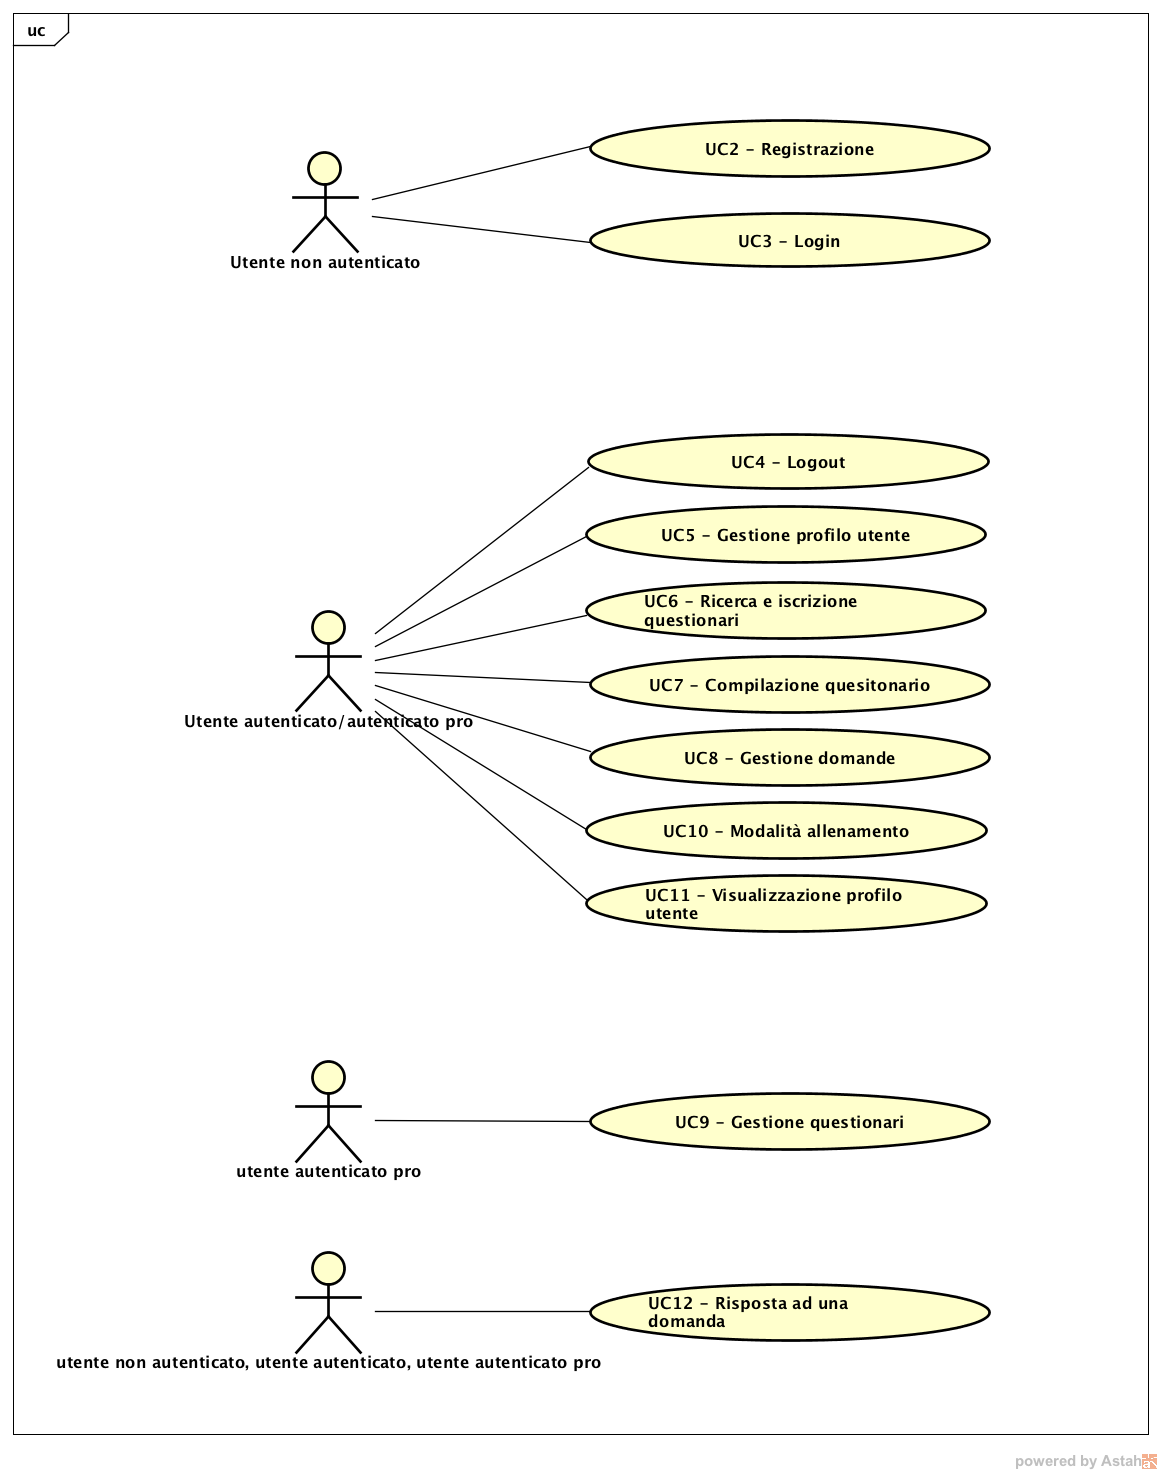 uc
UC2 – Registrazione
UC3 – Login
Utente non autenticato
UC4 – Logout
UC5 – Gestione profilo utente
UC6 – Ricerca e iscrizione
questionari
UC7 – Compilazione quesitonario
Utente autenticato/autenticato pro
UC8 – Gestione domande
UC10 – Modalità allenamento
UC11 – Visualizzazione profilo
utente
UC9 – Gestione questionari
utente autenticato pro
UC12 – Risposta ad una
domanda
utente non autenticato, utente autenticato, utente autenticato pro
powered by Astah